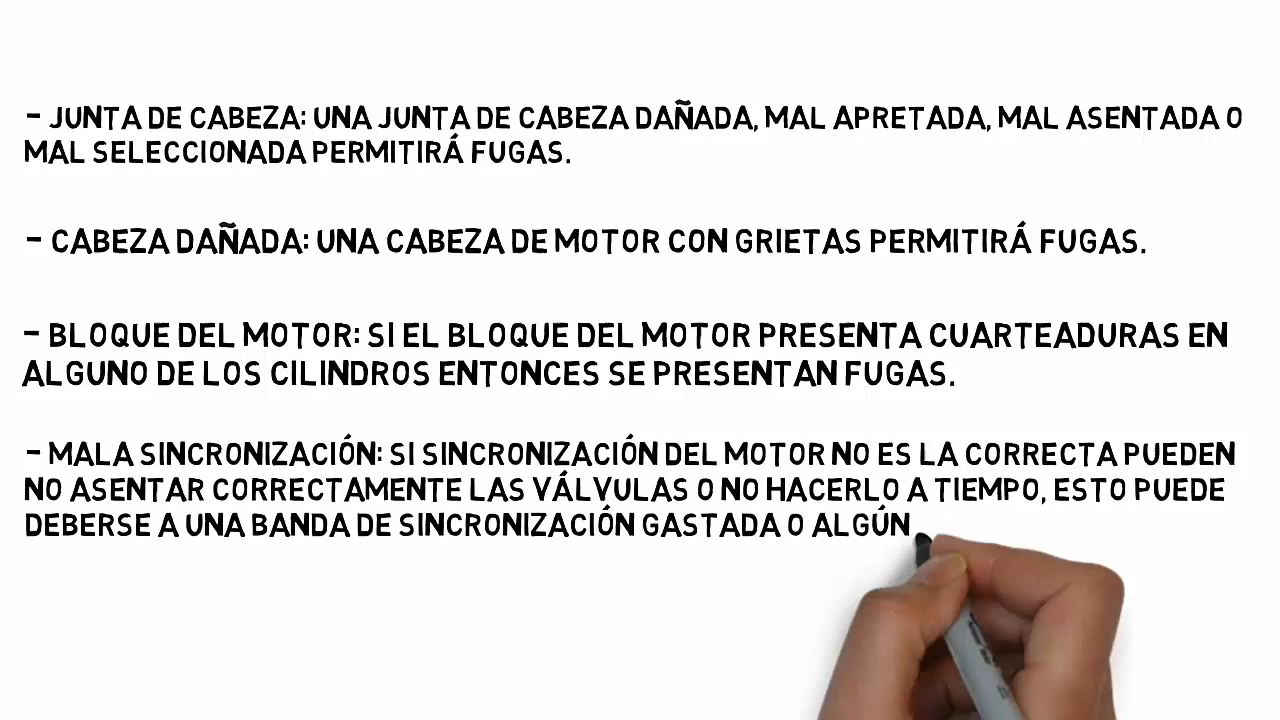 - JUNTA DE CABEZA: UNA JUNTA DE CABEZA DAÑADA, MAL APRETADA, MAL ASENTADA O
MAL SELECCIONADA PERMITIRÁ FUGAS.
- CABEZA DAÑADA: UNA CABEZA DE MOTOR CON GRIETAS PERMITIRÁ FUGAS.
- BLOQUE DEL MOTOR: SI EL BLOQUE DEL MOTOR PRESENTA CUARTEADURAS EN
ALGUNO DE LOS CILINDROS ENTONCES SE PRESENTAN FUGAS.
- MALA SINCRONIZACIÓN: SI SINCRONIZACIÓN DEL MOTOR NO ES LA CORRECTA PUEDEN
NO ASENTAR CORRECTAMENTE LAS VÁLVULAS O NO HACERLO A TIEMPO, ESTO PUEDE
DEBERSE A UNA BANDA DE SINCRONIZACIÓN GASTADA O ALGÚN